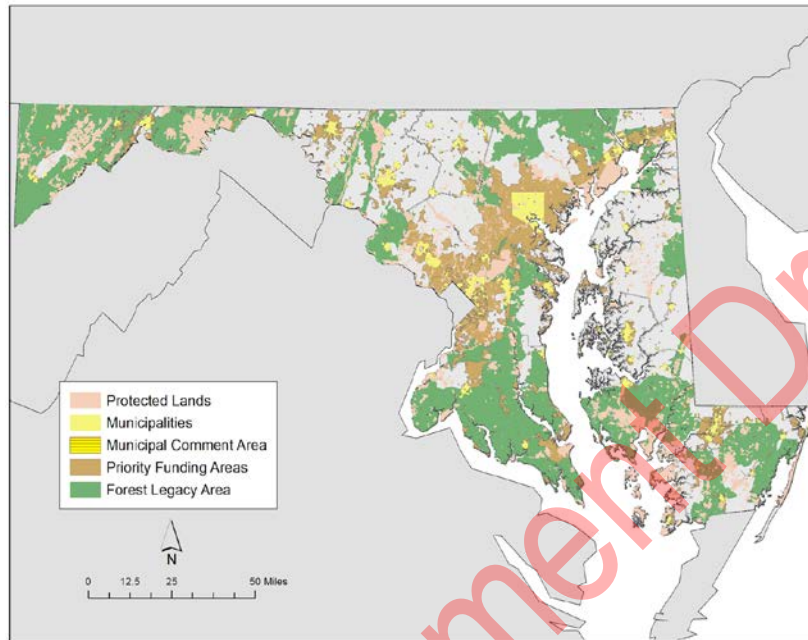 Protected Lands
Municipalities
Municipal Comment Area
Priority Funding Areas
Forest Legacy Area
N
0 12.5 25 50 Miles